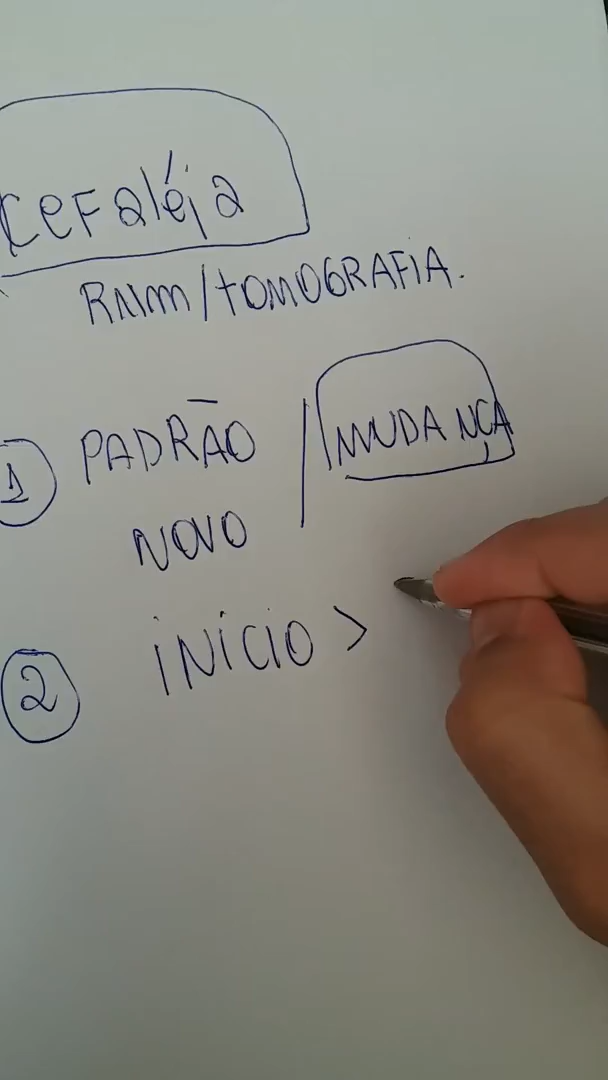 cefaléia
RNM/tOMOGRAFiA.
1 PADRÃO / MUDANÇA
NOVO
2 iNíCiO >